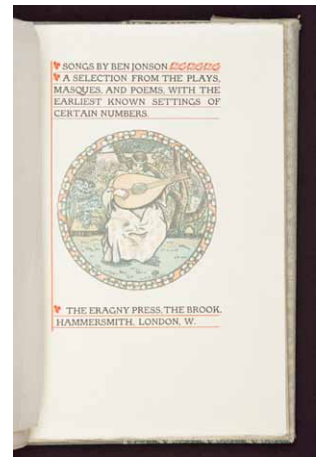 SONGS BY BEN JONSON
A SELECTION FROM THE PLAYS,
MASQUES, AND POEMS, WITH THE
EARLIEST KNOWN SETTINGS OF
CERTAIN NUMBERS.
THE ERAGNY PRESS, THE BROOK,
HAMMERSMITH, LONDON, W.